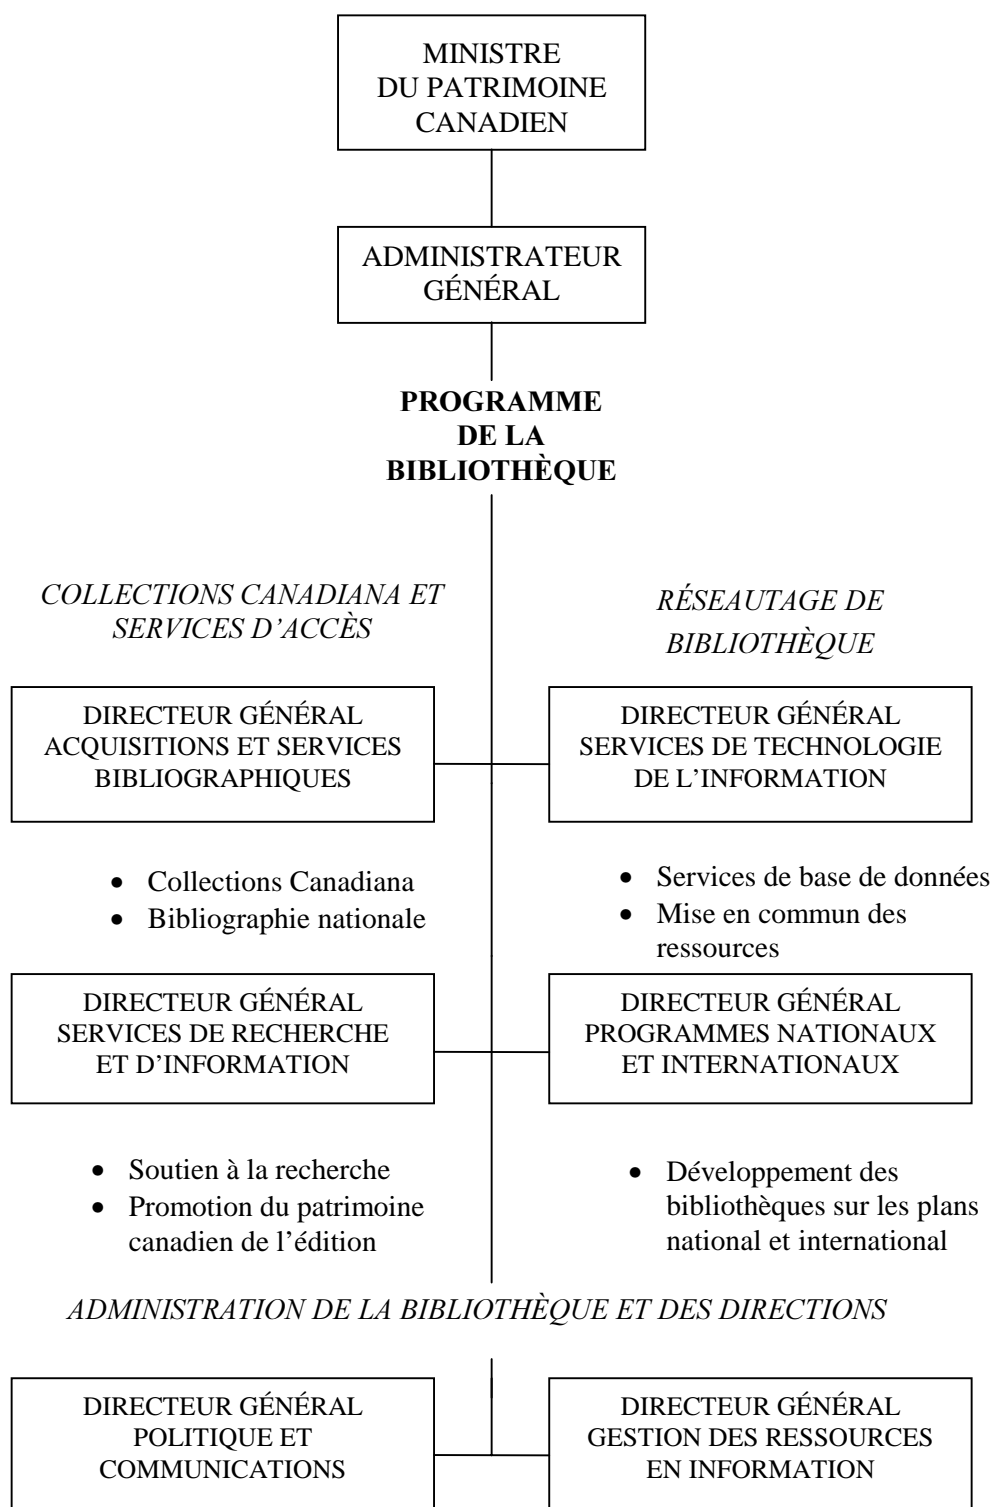 MINISTRE
DU PATRIMOINE
CANADIEN
ADMINISTRATEUR
GÉNÉRAL
PROGRAMME
DE LA
BIBLIOTHÈQUE
COLLECTIONS CANADIANA ET
SERVICES D'ACCÈS
RÉSEAUTAGE DE
BIBLIOTHÈQUE
DIRECTEUR GÉNÉRAL
ACQUISITIONS ET SERVICES
BIBLIOGRAPHIQUES
DIRECTEUR GÉNÉRAL
SERVICES DE TECHNOLOGIE
DE L'INFORMATION
• Collections Canadiana
• Bibliographie nationale
• Services de base de données
• Mise en commun des
ressources
DIRECTEUR GÉNÉRAL
SERVICES DE RECHERCHE
ET D'INFORMATION
DIRECTEUR GÉNÉRAL
PROGRAMMES NATIONAUX
ET INTERNATIONAUX
• Soutien à la recherche
• Promotion du patrimoine
canadien de l'édition
• Développement des
bibliothèques sur les plans
national et international
ADMINISTRATION DE LA BIBLIOTHÈQUE ET DES DIRECTIONS
DIRECTEUR GÉNÉRAL
POLITIQUE ET
COMMUNICATIONS
DIRECTEUR GÉNÉRAL
GESTION DES RESSOURCES
EN INFORMATION